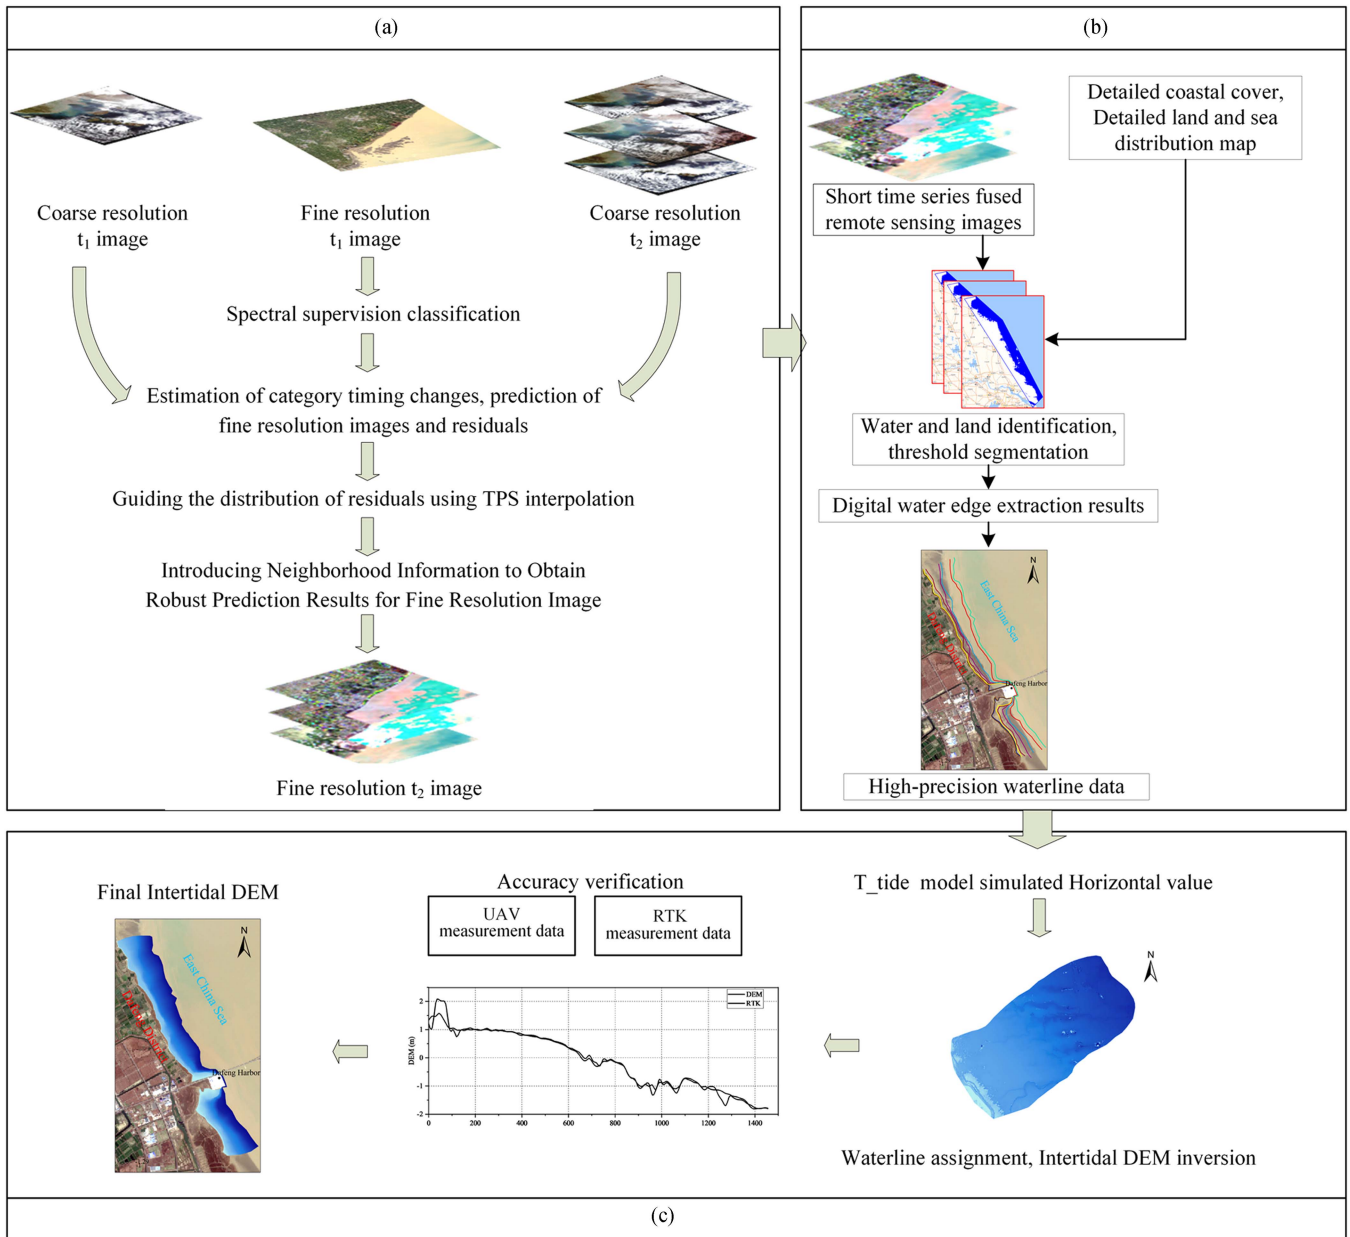 (a)
Coarse resolution
t₁ image
Fine resolution
t₁ image
Coarse resolution
t₂ image
Spectral supervision classification
Estimation of category timing changes, prediction of
fine resolution images and residuals
Guiding the distribution of residuals using TPS interpolation
Introducing Neighborhood Information to Obtain
Robust Prediction Results for Fine Resolution Image
Fine resolution t₂ image
(b)
Detailed coastal cover,
Detailed land and sea
distribution map
Short time series fused
remote sensing images
Water and land identification,
threshold segmentation
Digital water edge extraction results
N
East China Sea
Dafeng Harbor
High-precision waterline data
T_tide model simulated Horizontal value
N
Waterline assignment, Intertidal DEM inversion
Accuracy verification
UAV
measurement data
RTK
measurement data
DEM
RTK
DEM (m)
2
1
0
-1
-2
0
200
400
600
800
1000
1200
1400
Final Intertidal DEM
N
East China Sea
Dafeng District
Dafeng Harbor
(c)